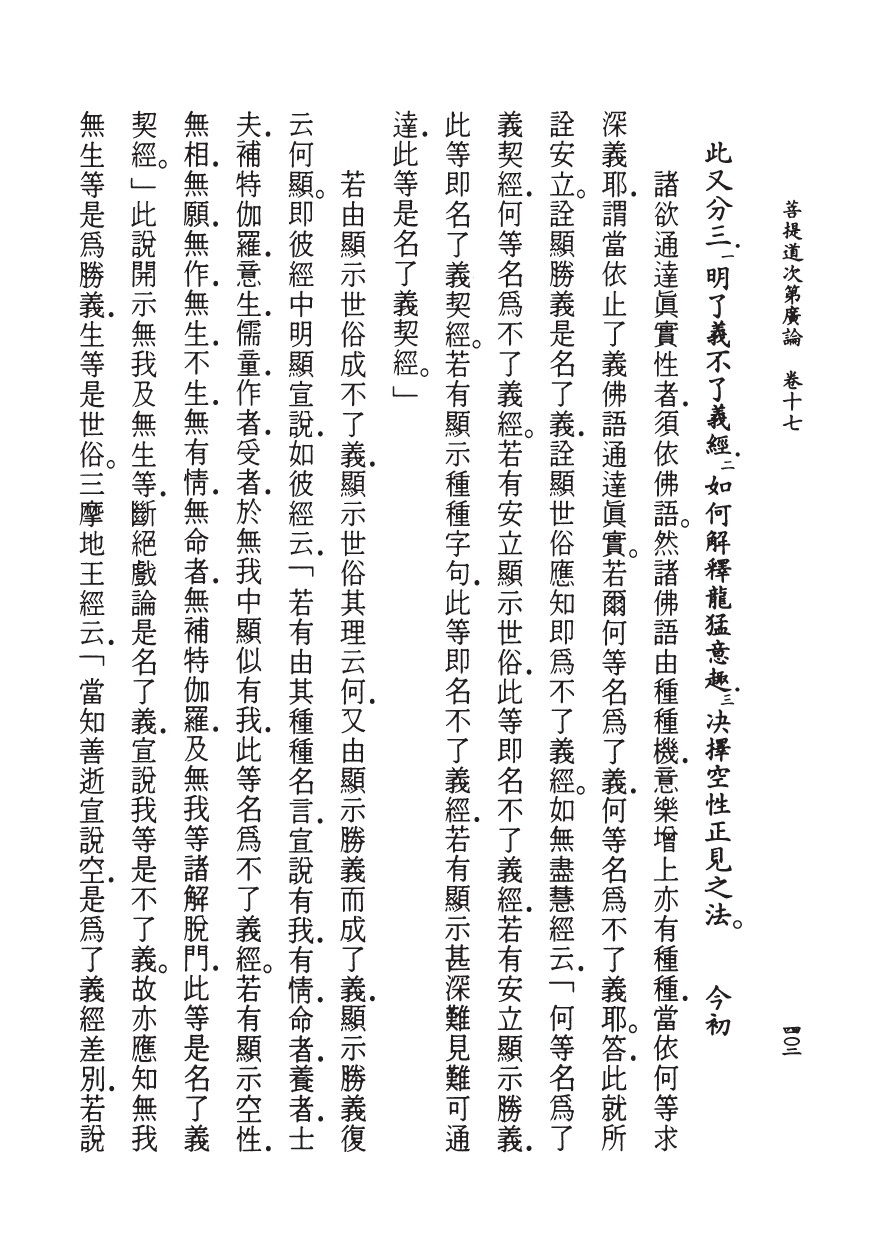 菩提道次第廣論　卷十七
四〇二
此又分三．一明了義不了義經．二如何解釋龍猛意趣．三決擇空性正見之法。　今初
諸欲通達眞實性者．須依佛語。然諸佛語由種種機．意樂增上亦有種種．當依何等求
深義耶．謂當依止了義佛語通達眞實。若爾何等名爲了義．何等名爲不了義耶。答．此就所
詮安立。詮顯勝義是名了義．詮顯世俗應知即爲不了義經。如無盡慧經云．「何等名爲了
義契經．何等名爲不了義經。若有安立顯示世俗．此等即名不了義經．若有安立顯示勝義．
此等即名了義契經。若有顯示種種字句．此等即名不了義經．若有顯示甚深難見難可通
達．此等是名了義契經。」
若由顯示世俗成不了義．顯示世俗其理云何．又由顯示勝義而成了義．顯示勝義復
云何顯。即彼經中明顯宣說．如彼經云．「若有由其種種名言．宣說有我．有情．命者．養者．士
夫．補特伽羅．意生．儒童．作者．受者．於無我中顯似有我．此等名爲不了義經。若有顯示空性．
無相．無願．無作．無生．不生．無有情．無命者．無補特伽羅．及無我等諸解脫門．此等是名了義
契經。」此說開示無我及無生等．斷絕戲論是名了義．宣說我等是不了義。故亦應知無我
無生等是爲勝義．生等是世俗。三摩地王經云．「當知善逝宣說空．是爲了義經差別．若說